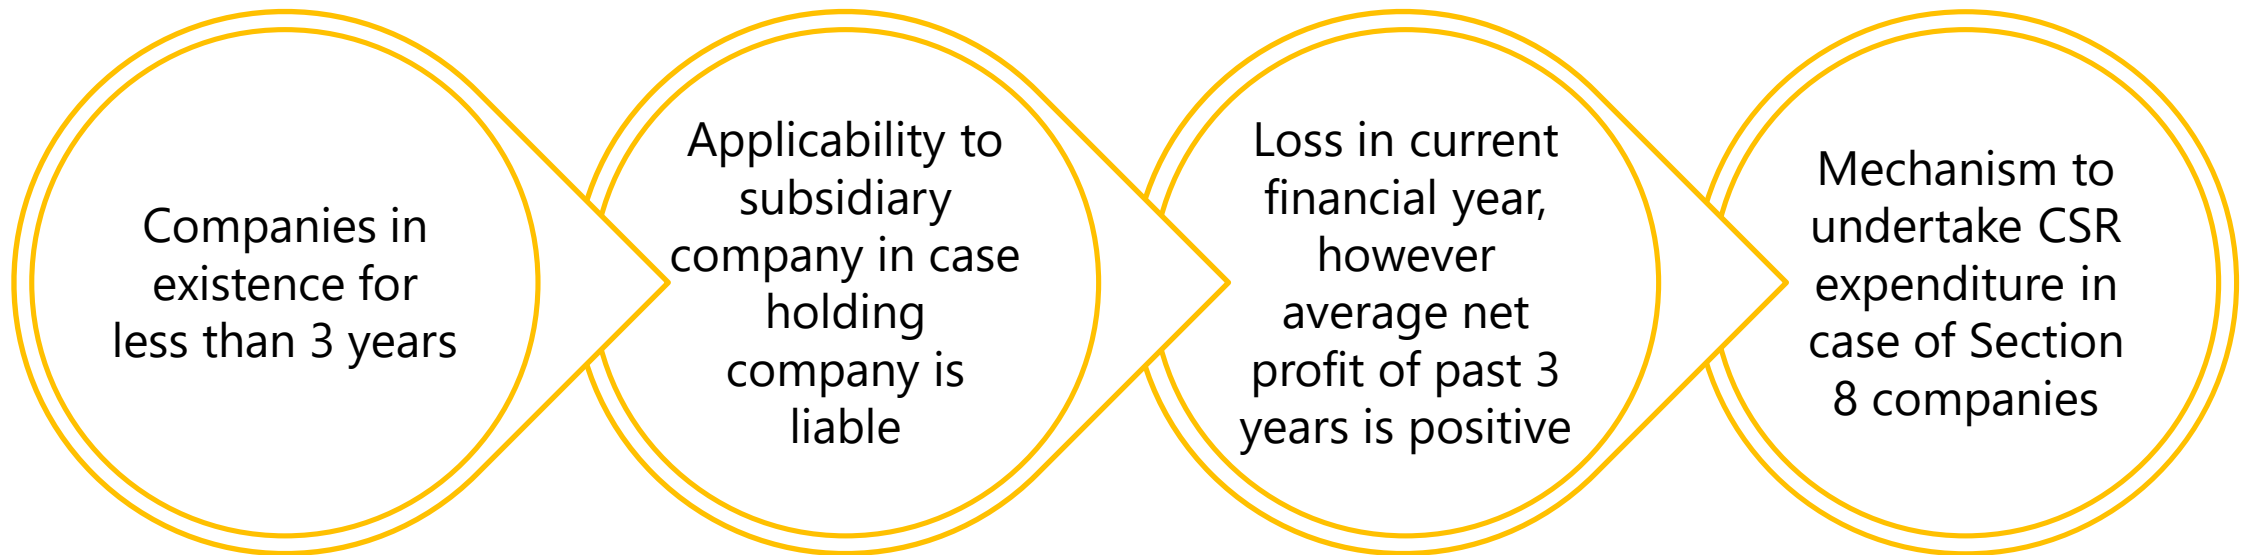 Companies in
existence for
less than 3 years
Applicability to
subsidiary
company in case
holding
company is
liable
Loss in current
financial year,
however
average net
profit of past 3
years is positive
Mechanism to
undertake CSR
expenditure in
case of Section
8 companies